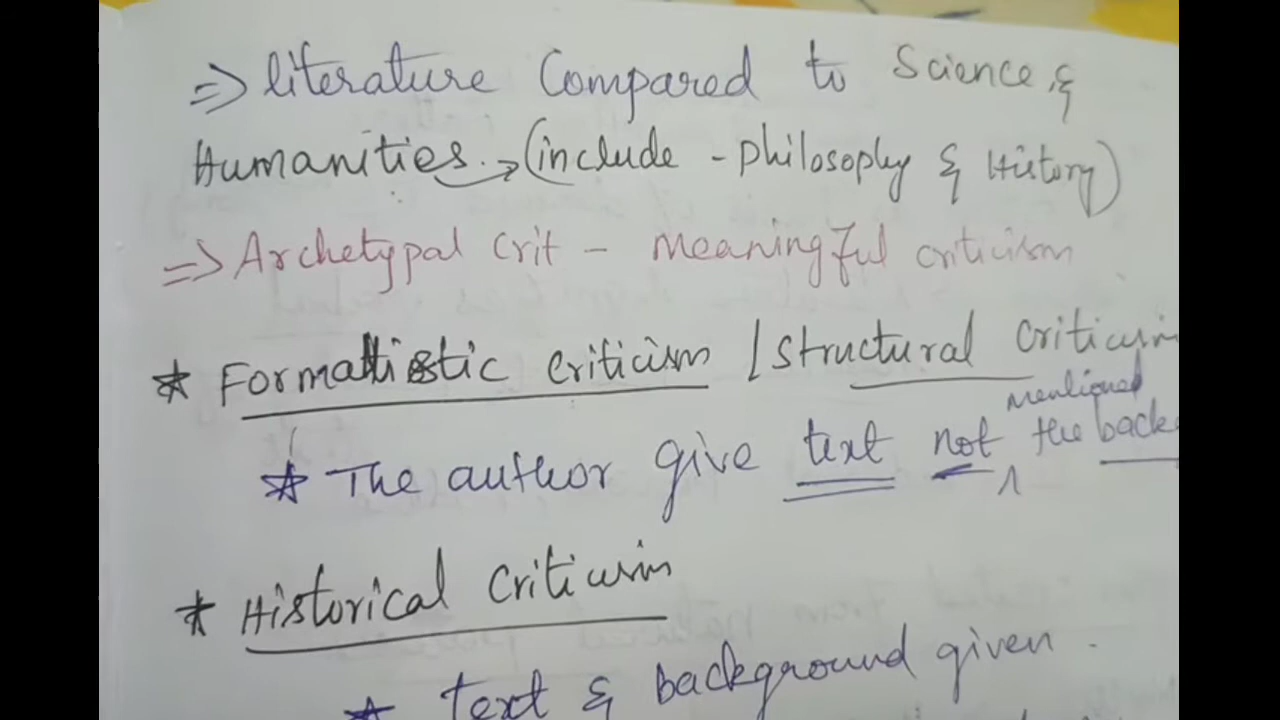 ⇒ literature Compared to Science &
Humanities. → (include - Philosophy & History)
⇒ Archetypal crit - Meaningful criticism
* Formalistic criticism / Structural criticism
mentioned
* The author give text not ^ the back
* Historical criticism
* Text & background given.